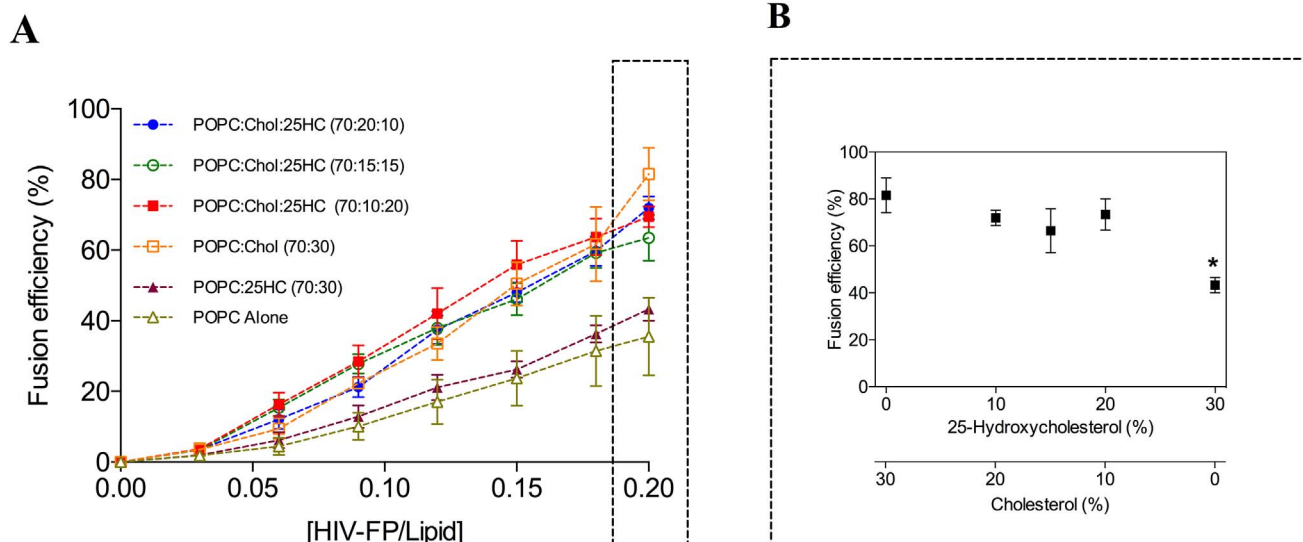 A
Fusion efficiency (%)
100
80
60
40
20
0
POPC:Chol:25HC (70:20:10)
POPC:Chol:25HC (70:15:15)
POPC:Chol:25HC (70:10:20)
POPC:Chol (70:30)
POPC:25HC (70:30)
POPC Alone
0.00 0.05 0.10 0.15 0.20
[HIV-FP/Lipid]
B
Fusion efficiency (%)
100
80
60
40
20
0
*
0 10 20 30
25-Hydroxycholesterol (%)
30 20 10 0
Cholesterol (%)